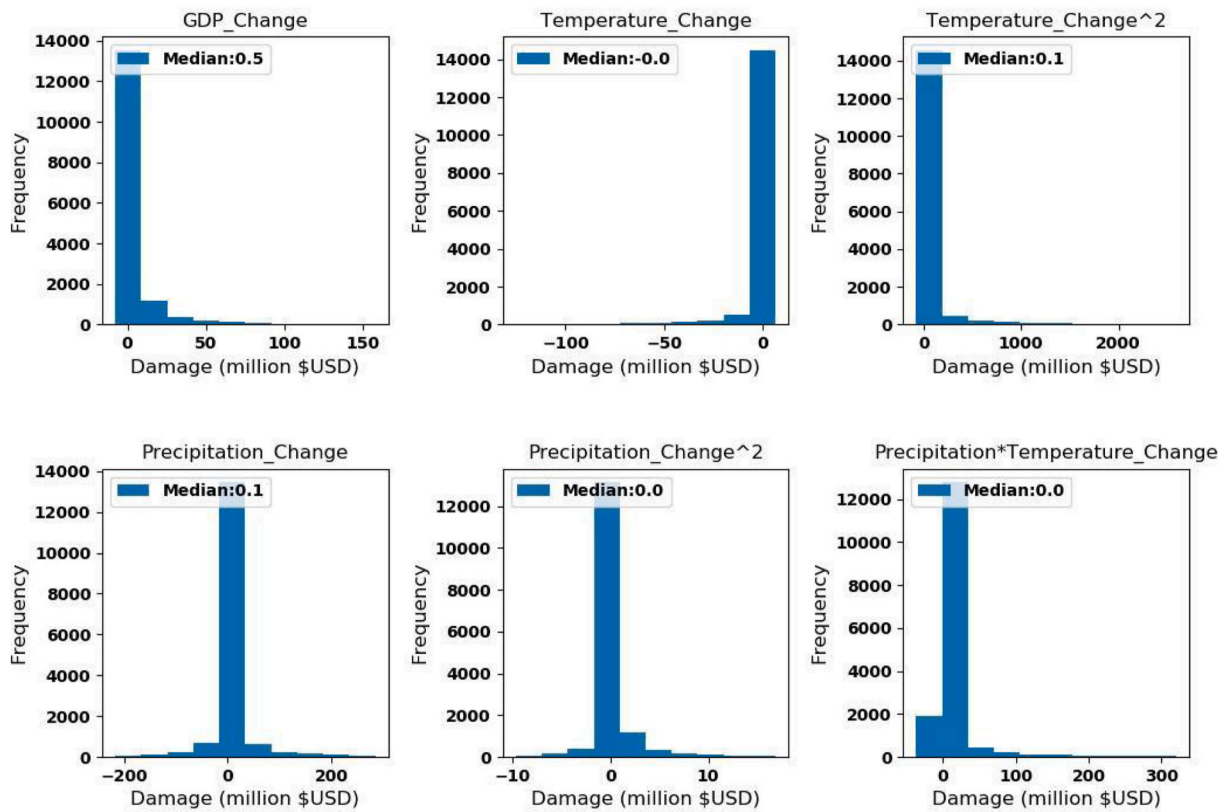 GDP_Change
Temperature_Change
Temperature_Change^2
14000
12000
10000
8000
6000
4000
2000
0
Frequency
Median:0.5
0
50
100
150
Damage (million $USD)
14000
12000
10000
8000
6000
4000
2000
0
Frequency
Median:-0.0
−100
−50
0
Damage (million $USD)
14000
12000
10000
8000
6000
4000
2000
0
Frequency
Median:0.1
0
1000
2000
Damage (million $USD)
Precipitation_Change
Precipitation_Change^2
Precipitation*Temperature_Change
14000
12000
10000
8000
6000
4000
2000
0
Frequency
Median:0.1
−200
0
200
Damage (million $USD)
12000
10000
8000
6000
4000
2000
0
Frequency
Median:0.0
−10
0
10
Damage (million $USD)
12000
10000
8000
6000
4000
2000
0
Frequency
Median:0.0
0
100
200
300
Damage (million $USD)